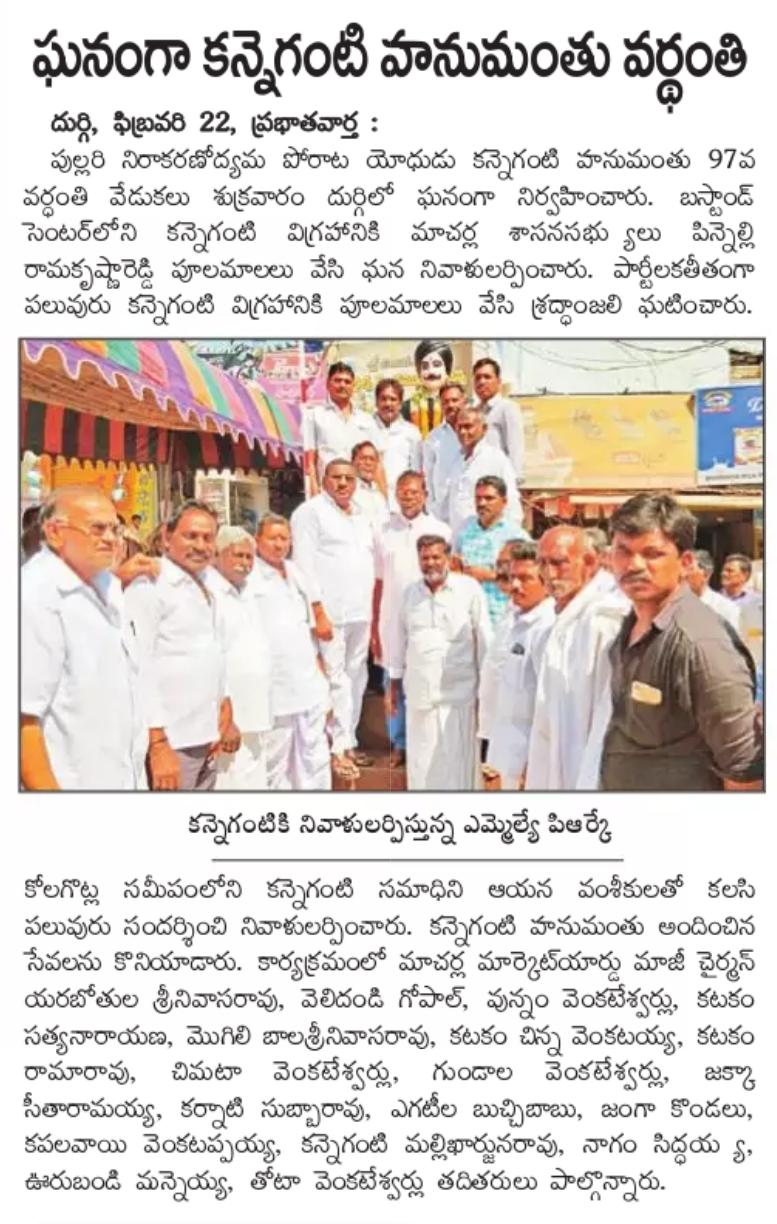 ఘనంగా కన్నెగంటి హనుమంతు వర్థంతి
దుర్గి, ఫిబ్రవరి 22, ప్రభాతవార్త :
పుల్లరి నిరాకరణోద్యమ పోరాట యోధుడు కన్నెగంటి హనుమంతు 97వ
వర్ధంతి వేడుకలు శుక్రవారం దుర్గిలో ఘనంగా నిర్వహించారు. బస్టాండ్
సెంటర్‌లోని కన్నెగంటి విగ్రహానికి మాచర్ల శాసనసభ్యులు పిన్నెల్లి
రామకృష్ణారెడ్డి పూలమాలలు వేసి ఘన నివాళులర్పించారు. పార్టీలకతీతంగా
పలువురు కన్నెగంటి విగ్రహానికి పూలమాలలు వేసి శ్రద్ధాంజలి ఘటించారు.
కన్నెగంటికి నివాళులర్పిస్తున్న ఎమ్మెల్యే పిఆర్కే
కోలగొట్ల సమీపంలోని కన్నెగంటి సమాధిని ఆయన వంశీకులతో కలసి
పలువురు సందర్శించి నివాళులర్పించారు. కన్నెగంటి హనుమంతు అందించిన
సేవలను కొనియాడారు. కార్యక్రమంలో మాచర్ల మార్కెట్‌యార్డు మాజీ చైర్మన్
యరబోతుల శ్రీనివాసరావు, వెలిదండి గోపాల్, వున్నం వెంకటేశ్వర్లు, కటకం
సత్యనారాయణ, మొగిలి బాలశ్రీనివాసరావు, కటకం చిన్న వెంకటయ్య, కటకం
రామారావు, చిమటా వెంకటేశ్వర్లు, గుండాల వెంకటేశ్వర్లు, జక్కా
సీతారామయ్య, కర్నాటి సుబ్బారావు, ఎగటీల బుచ్చిబాబు, జంగా కొండలు,
కపలవాయి వెంకటప్పయ్య, కన్నెగంటి మల్లిఖార్జునరావు, నాగం సిద్ధయ్య,
ఊరుబండి మన్నెయ్య, తోటా వెంకటేశ్వర్లు తదితరులు పాల్గొన్నారు.